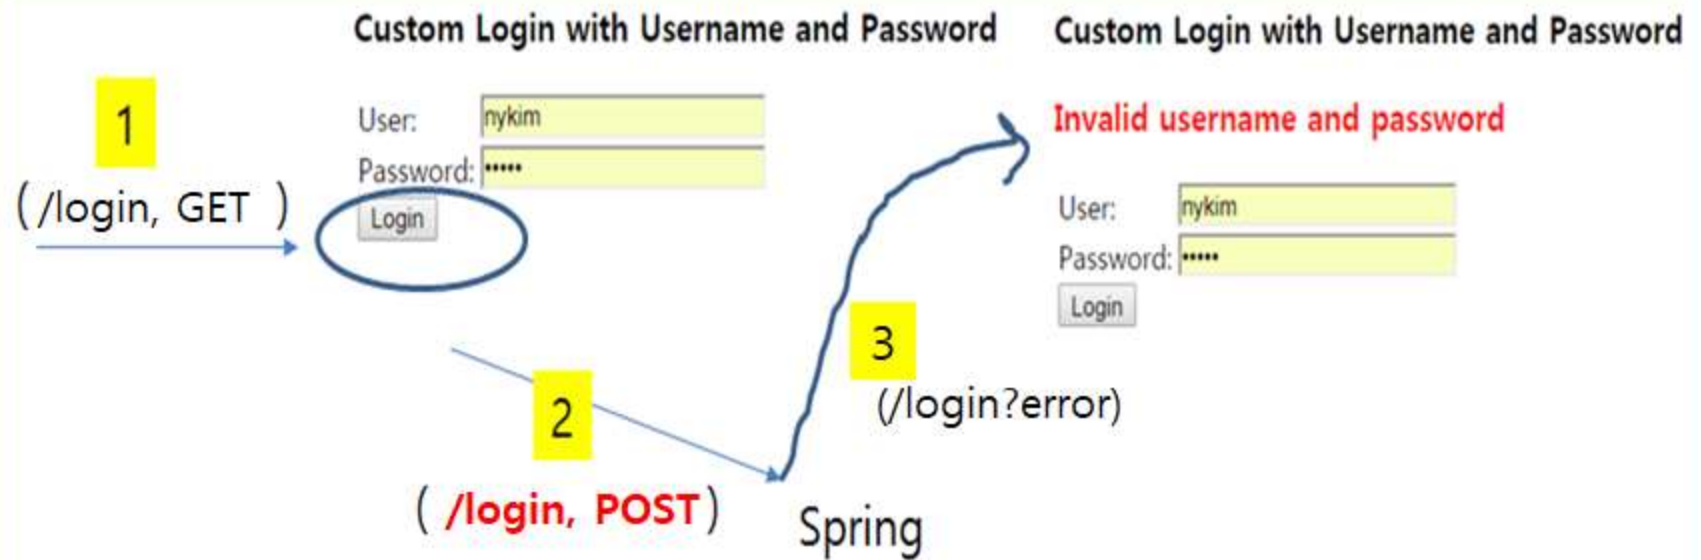 Custom Login with Username and Password
1
(/login, GET )
User: nykim
Password: •••••
Login
2
( /login, POST)
Spring
3
(/login?error)
Custom Login with Username and Password
Invalid username and password
User: nykim
Password: •••••
Login